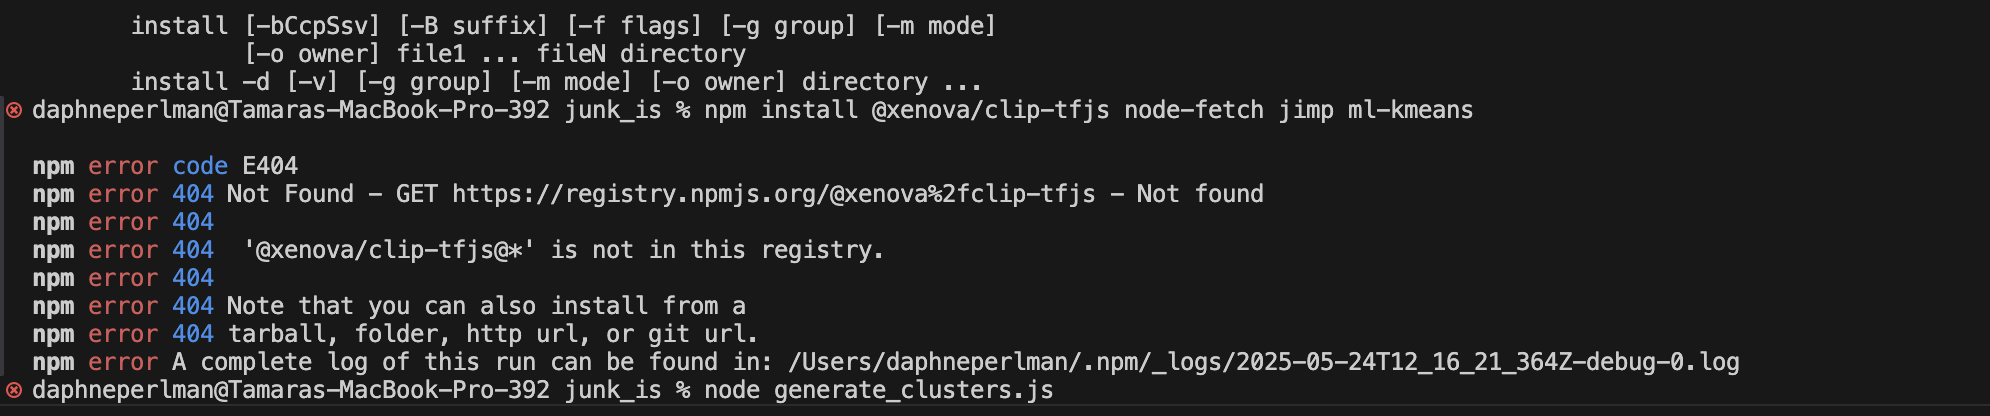 install [-bCcpSsv] [-B suffix] [-f flags] [-g group] [-m mode]
[-o owner] file1 ... fileN directory
install -d [-v] [-g group] [-m mode] [-o owner] directory ...
daphneperlman@Tamaras-MacBook-Pro-392 junk_is % npm install @xenova/clip-tfjs node-fetch jimp ml-kmeans
npm error code E404
npm error 404 Not Found - GET https://registry.npmjs.org/@xenova%2fclip-tfjs - Not found
npm error 404
npm error 404  '@xenova/clip-tfjs@*' is not in this registry.
npm error 404
npm error 404 Note that you can also install from a
npm error 404 tarball, folder, http url, or git url.
npm error A complete log of this run can be found in: /Users/daphneperlman/.npm/_logs/2025-05-24T12_16_21_364Z-debug-0.log
daphneperlman@Tamaras-MacBook-Pro-392 junk_is % node generate_clusters.js